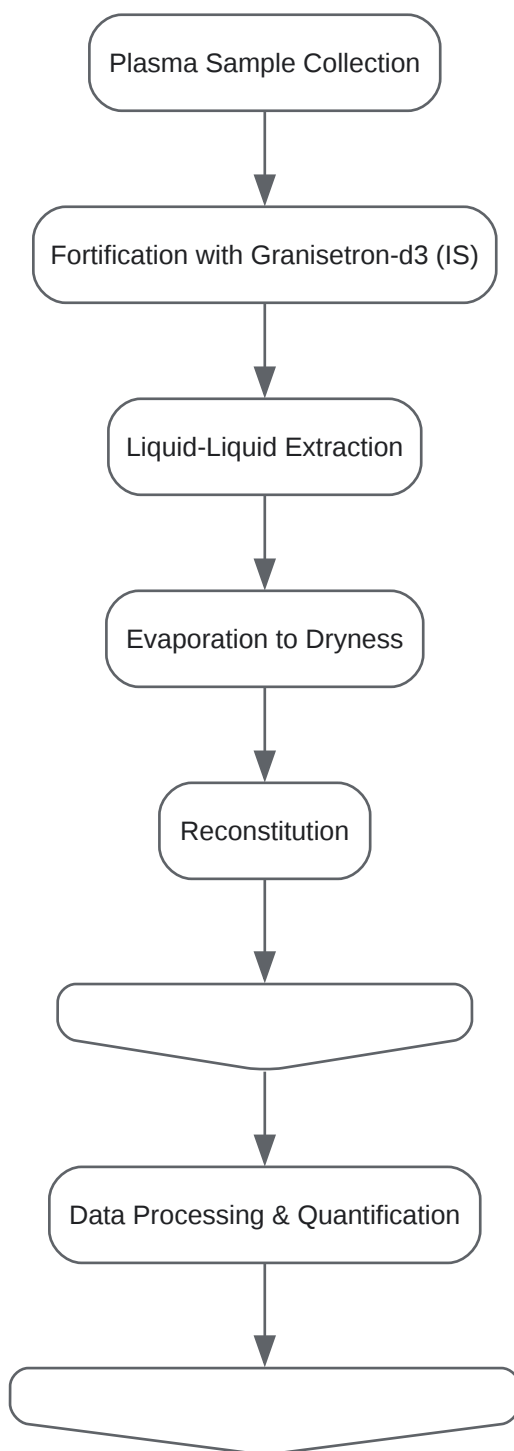 Plasma Sample Collection
Fortification with Granisetron-d3 (IS)
Liquid-Liquid Extraction
Evaporation to Dryness
Reconstitution
Data Processing & Quantification